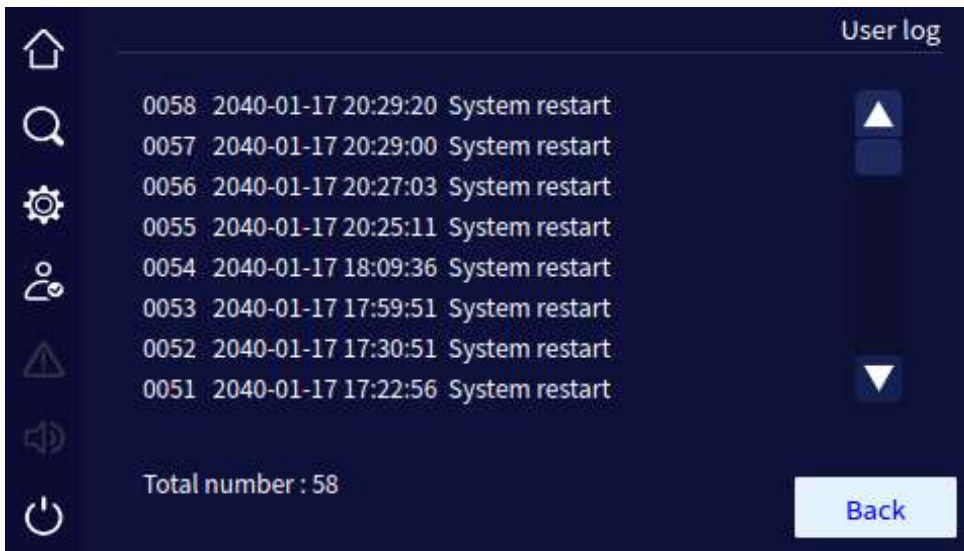 User log
0058 2040-01-17 20:29:20 System restart
0057 2040-01-17 20:29:00 System restart
0056 2040-01-17 20:27:03 System restart
0055 2040-01-17 20:25:11 System restart
0054 2040-01-17 18:09:36 System restart
0053 2040-01-17 17:59:51 System restart
0052 2040-01-17 17:30:51 System restart
0051 2040-01-17 17:22:56 System restart
Total number : 58
Back